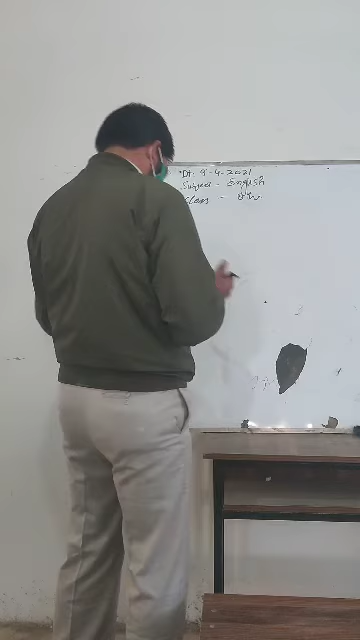 Dt. 9-4-2021
Subject - English
Class -